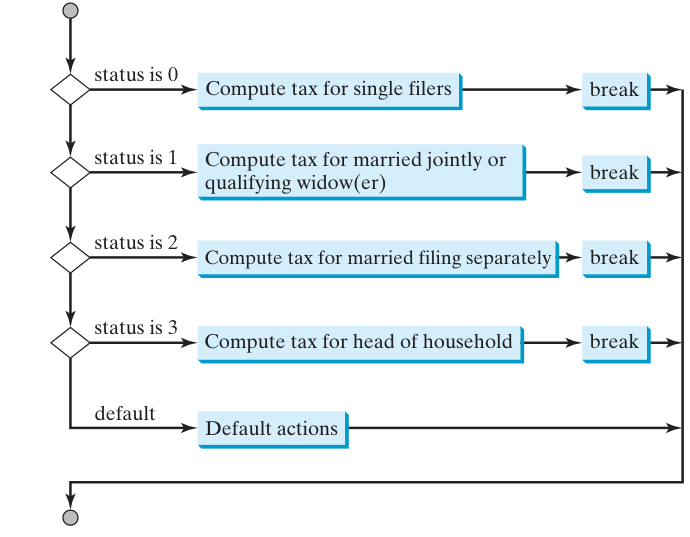 status is 0
Compute tax for single filers
break
status is 1
Compute tax for married jointly or
qualifying widow(er)
break
status is 2
Compute tax for married filing separately
break
status is 3
Compute tax for head of household
break
default
Default actions